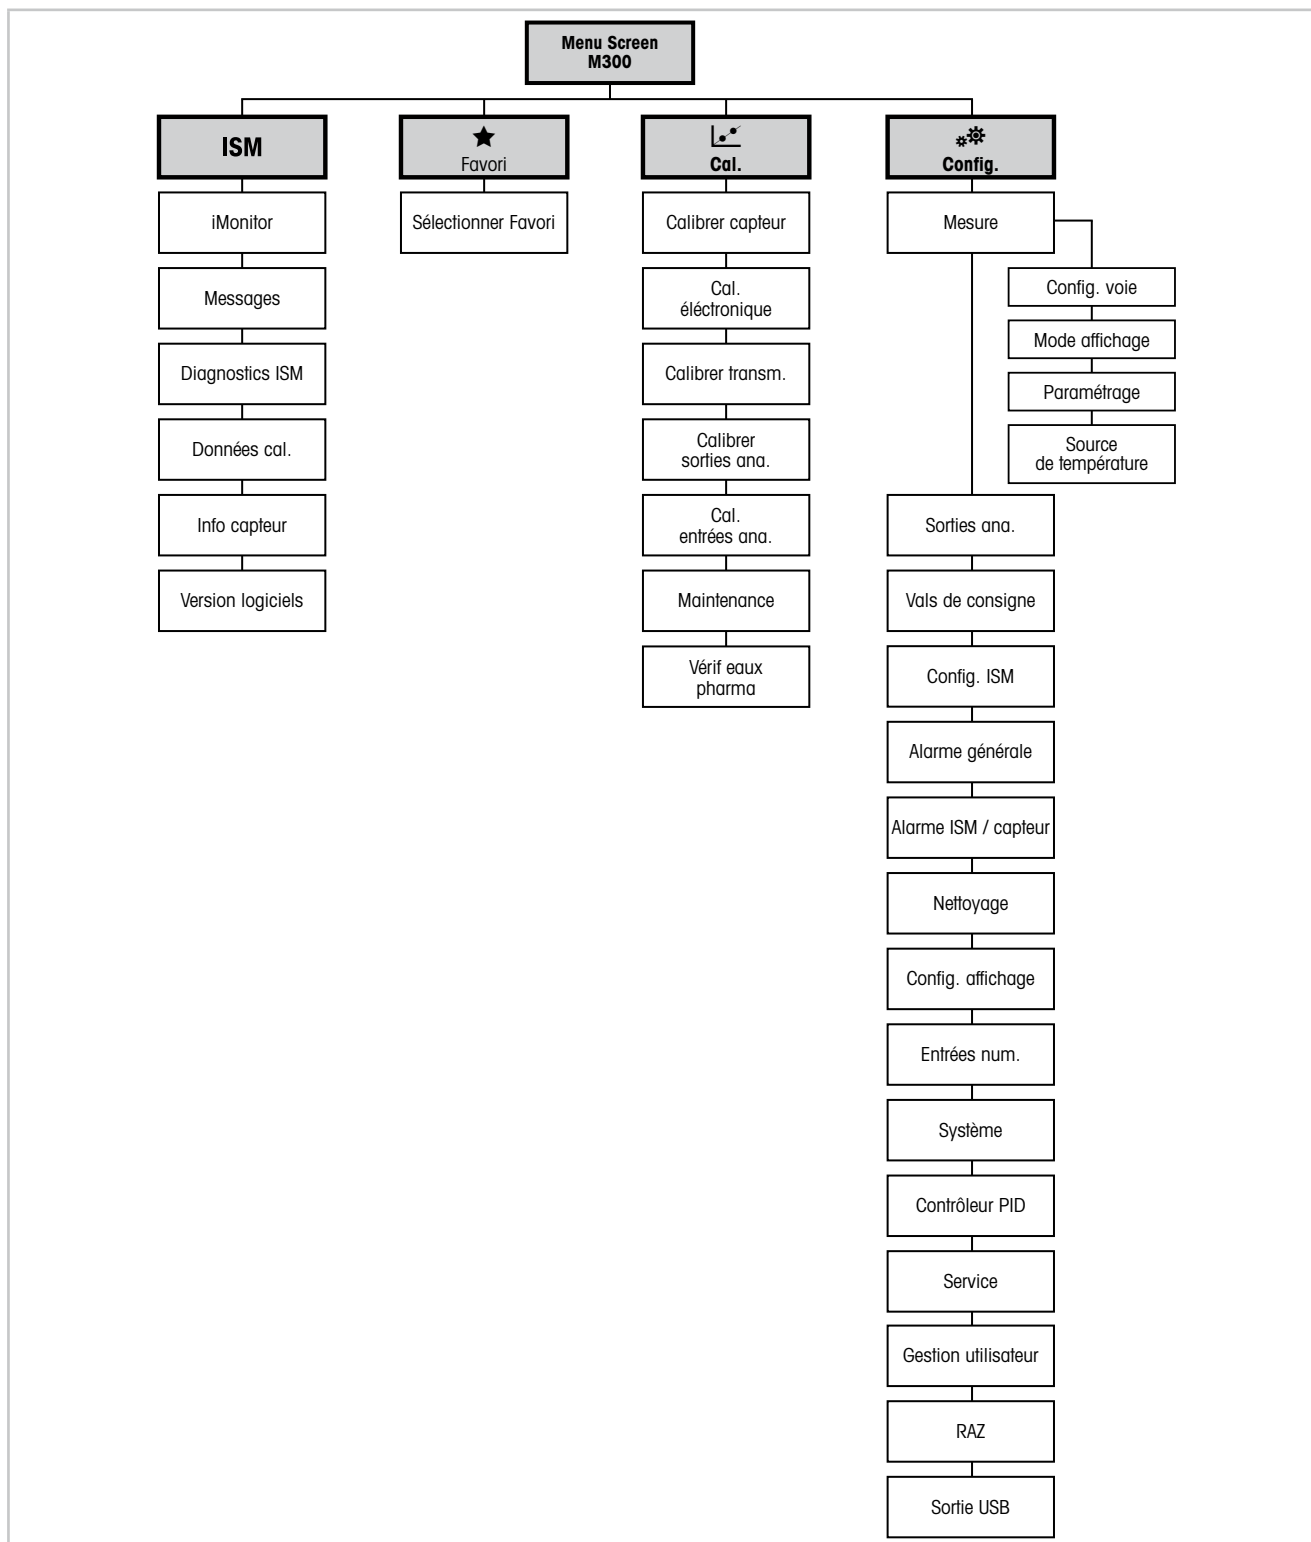 Menu Screen
M300
ISM
Favori
Cal.
Config.
iMonitor
Messages
Diagnostics ISM
Données cal.
Info capteur
Version logiciels
Sélectionner Favori
Calibrer capteur
Cal.
éléctronique
Calibrer transm.
Calibrer
sorties ana.
Cal.
entrées ana.
Maintenance
Vérif eaux
pharma
Mesure
Config. voie
Mode affichage
Paramétrage
Source
de température
Sorties ana.
Vals de consigne
Config. ISM
Alarme générale
Alarme ISM / capteur
Nettoyage
Config. affichage
Entrées num.
Système
Contrôleur PID
Service
Gestion utilisateur
RAZ
Sortie USB